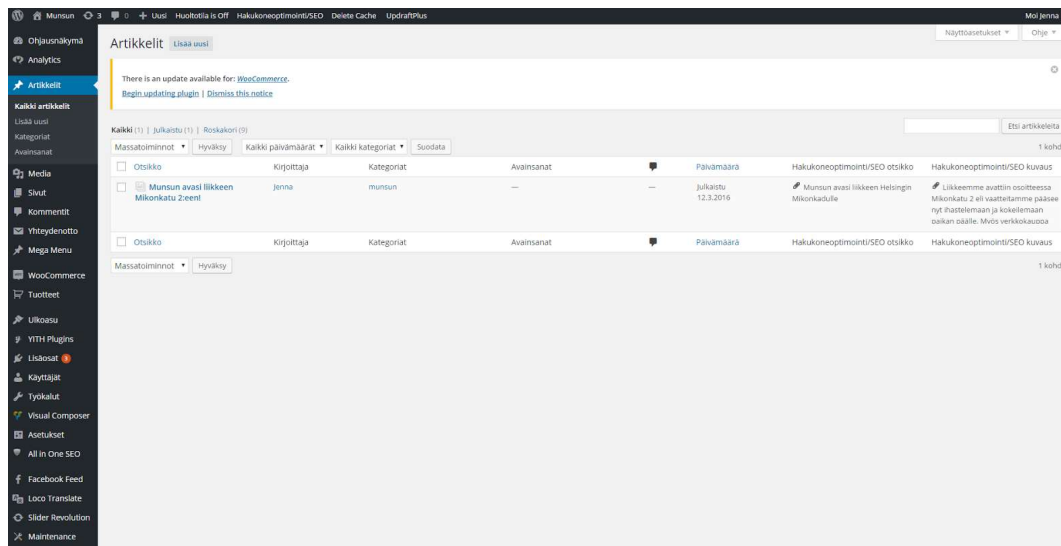 Munsun 3 0 Uusi Huoltotila is Off Hakukoneoptimointi/SEO Delete Cache UpdraftPlus Moi Jenna
Ohjausnäkymä
Analytics
Artikkelit
Kaikki artikkelit
Lisää uusi
Kategoriat
Avainsanat
Media
Sivut
Kommentit
Yhteydenotto
Mega Menu
WooCommerce
Tuotteet
Ulkoasu
YITH Plugins
Lisäosat 3
Käyttäjät
Työkalut
Visual Composer
Asetukset
All in One SEO
Facebook Feed
Loco Translate
Slider Revolution
Maintenance
Näyttöasetukset Ohje
Artikkelit Lisää uusi
There is an update available for: WooCommerce.
Begin updating plugin | Dismiss this notice
Kaikki (1) | Julkaistu (1) | Roskakori (9)
Etsi artikkeleita
Massatoiminnot Hyväksy Kaikki päivämäärät Kaikki kategoriat Suodata 1 kohd
Otsikko Kirjoittaja Kategoriat Avainsanat Päivämäärä Hakukoneoptimointi/SEO otsikko Hakukoneoptimointi/SEO kuvaus
Munsun avasi liikkeen Mikonkatu 2:een!
Jenna
munsun
— —
Julkaistu
12.3.2016
Munsun avasi liikkeen Helsingin
Mikonkadulle
Liikkeemme avattiin osoitteessa
Mikonkatu 2 eli vaatteitamme pääsee
nyt ihastelemaan ja kokeilemaan
paikan päälle. Myös verkkokauppa
Otsikko Kirjoittaja Kategoriat Avainsanat Päivämäärä Hakukoneoptimointi/SEO otsikko Hakukoneoptimointi/SEO kuvaus
Massatoiminnot Hyväksy 1 kohd